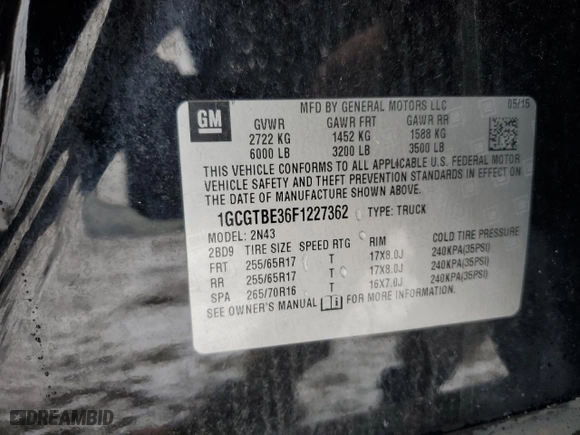 GM
MFD BY GENERAL MOTORS LLC 05/15
GVWR GAWR FRT GAWR RR
2722 KG 1452 KG 1588 KG
6000 LB 3200 LB 3500 LB
THIS VEHICLE CONFORMS TO ALL APPLICABLE U.S. FEDERAL MOTOR
VEHICLE SAFETY AND THEFT PREVENTION STANDARDS IN EFFECT ON
THE DATE OF MANUFACTURE SHOWN ABOVE.
1GCGTBE36F1227362 TYPE: TRUCK
MODEL: 2N43
2BD9 TIRE SIZE SPEED RTG RIM COLD TIRE PRESSURE
FRT 255/65R17 T 17X8.0J 240KPA(35PSI)
RR 255/65R17 T 17X8.0J 240KPA(35PSI)
SPA 265/70R16 T 16X7.0J 240KPA(35PSI)
SEE OWNER'S MANUAL FOR MORE INFORMATION.
DREAMBID